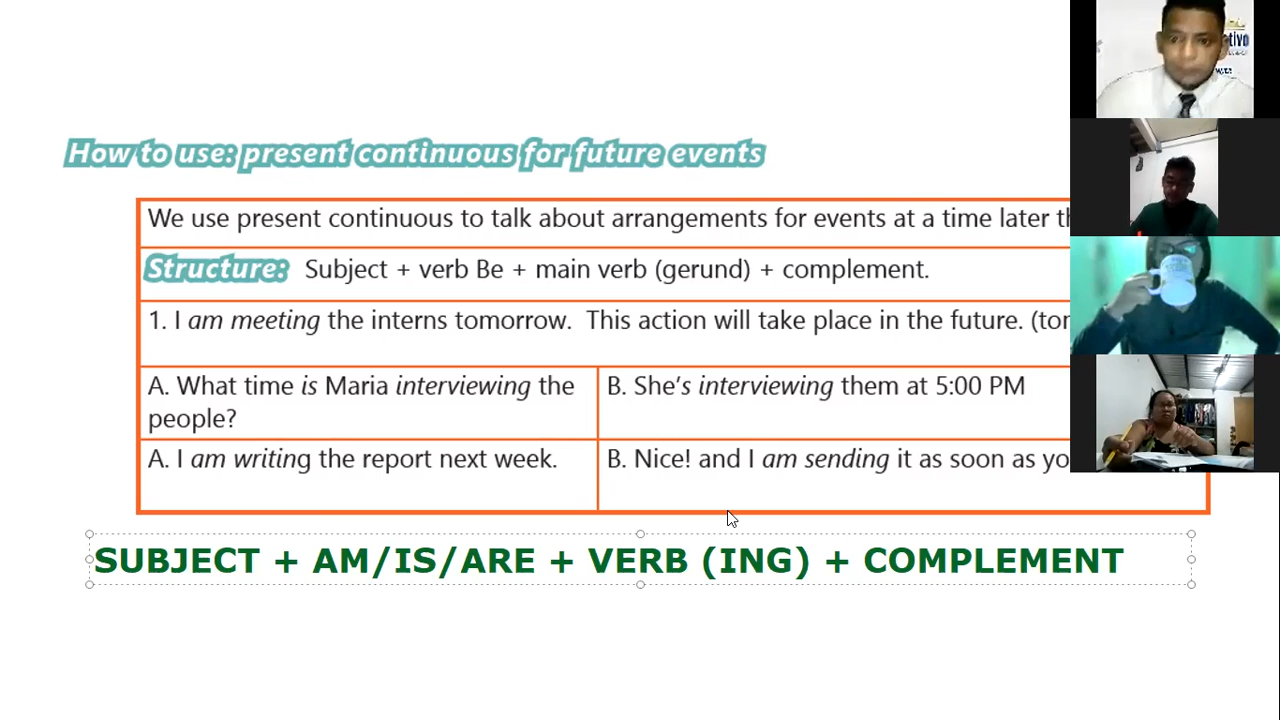 How to use: present continuous for future events
We use present continuous to talk about arrangements for events at a time later
Structure: Subject + verb Be + main verb (gerund) + complement.
1. I am meeting the interns tomorrow. This action will take place in the future.
A. What time is Maria interviewing the
people?
B. She's interviewing them at 5:00 PM
A. I am writing the report next week.
B. Nice! and I am sending it as soon as
SUBJECT + AM/IS/ARE + VERB (ING) + COMPLEMENT